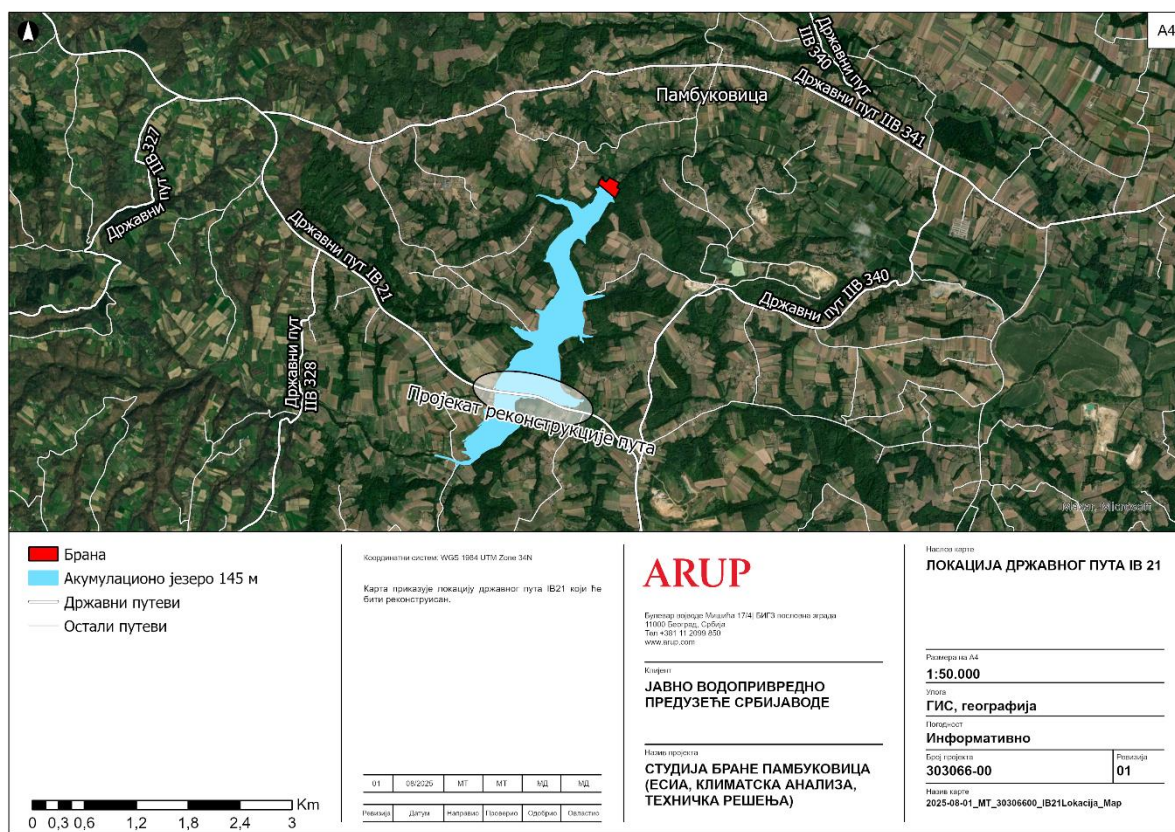 A4
Државни пут IIB 340
Памбуковица
Државни пут IIB 341
Државни пут IIB 327
Државни пут IB 21
Државни пут IIB 340
Државни пут
IIB 328
Пројекат реконструкције пута
Maxar, Microsoft
Брана
Акумулационо језеро 145 м
Државни путеви
Остали путеви
0 0,3 0,6 1,2 1,8 2,4 3 Km
Координатни систем: WGS 1984 UTM Zone 34N
Карта приказује локацију државног пута IB21 који ће
бити реконструисан.
01 08/2025 МТ МТ МД МД
Ревизија Датум Направио Проверио Одобрио Овластио
ARUP
Булевар војводе Мишића 17/4| БИГЗ пословна зграда
11000 Београд, Србија
Тел +381 11 2099 850
www.arup.com
Клијент
ЈАВНО ВОДОПРИВРЕДНО
ПРЕДУЗЕЋЕ СРБИЈАВОДЕ
Назив пројекта
СТУДИЈА БРАНЕ ПАМБУКОВИЦА
(ЕСИА, КЛИМАТСКА АНАЛИЗА,
ТЕХНИЧКА РЕШЕЊА)
Наслов карте
ЛОКАЦИЈА ДРЖАВНОГ ПУТА IB 21
Размера на А4
1:50.000
Улога
ГИС, географија
Погодност
Информативно
Број пројекта Ревизија
303066-00 01
Назив карте
2025-08-01_MT_30306600_IB21Lokacija_Map